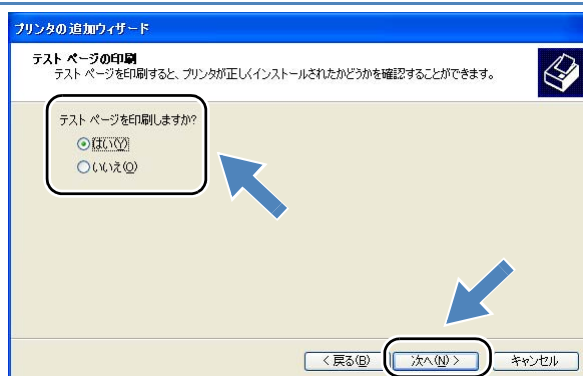 プリンタの追加ウィザード
テスト ページの印刷
テスト ページを印刷すると、プリンタが正しくインストールされたかどうかを確認することができます。
テスト ページを印刷しますか?
はい(Y)
いいえ(O)
< 戻る(B)
次へ(N) >
キャンセル